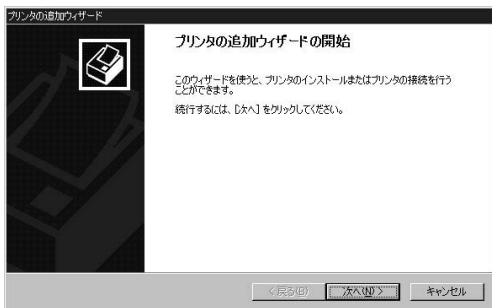 プリンタの追加ウィザード
プリンタの追加ウィザードの開始
このウィザードを使うと、プリンタのインストールまたはプリンタの接続を行う
ことができます。
続行するには、[次へ] をクリックしてください。
< 戻る(B)
次へ(N) >
キャンセル